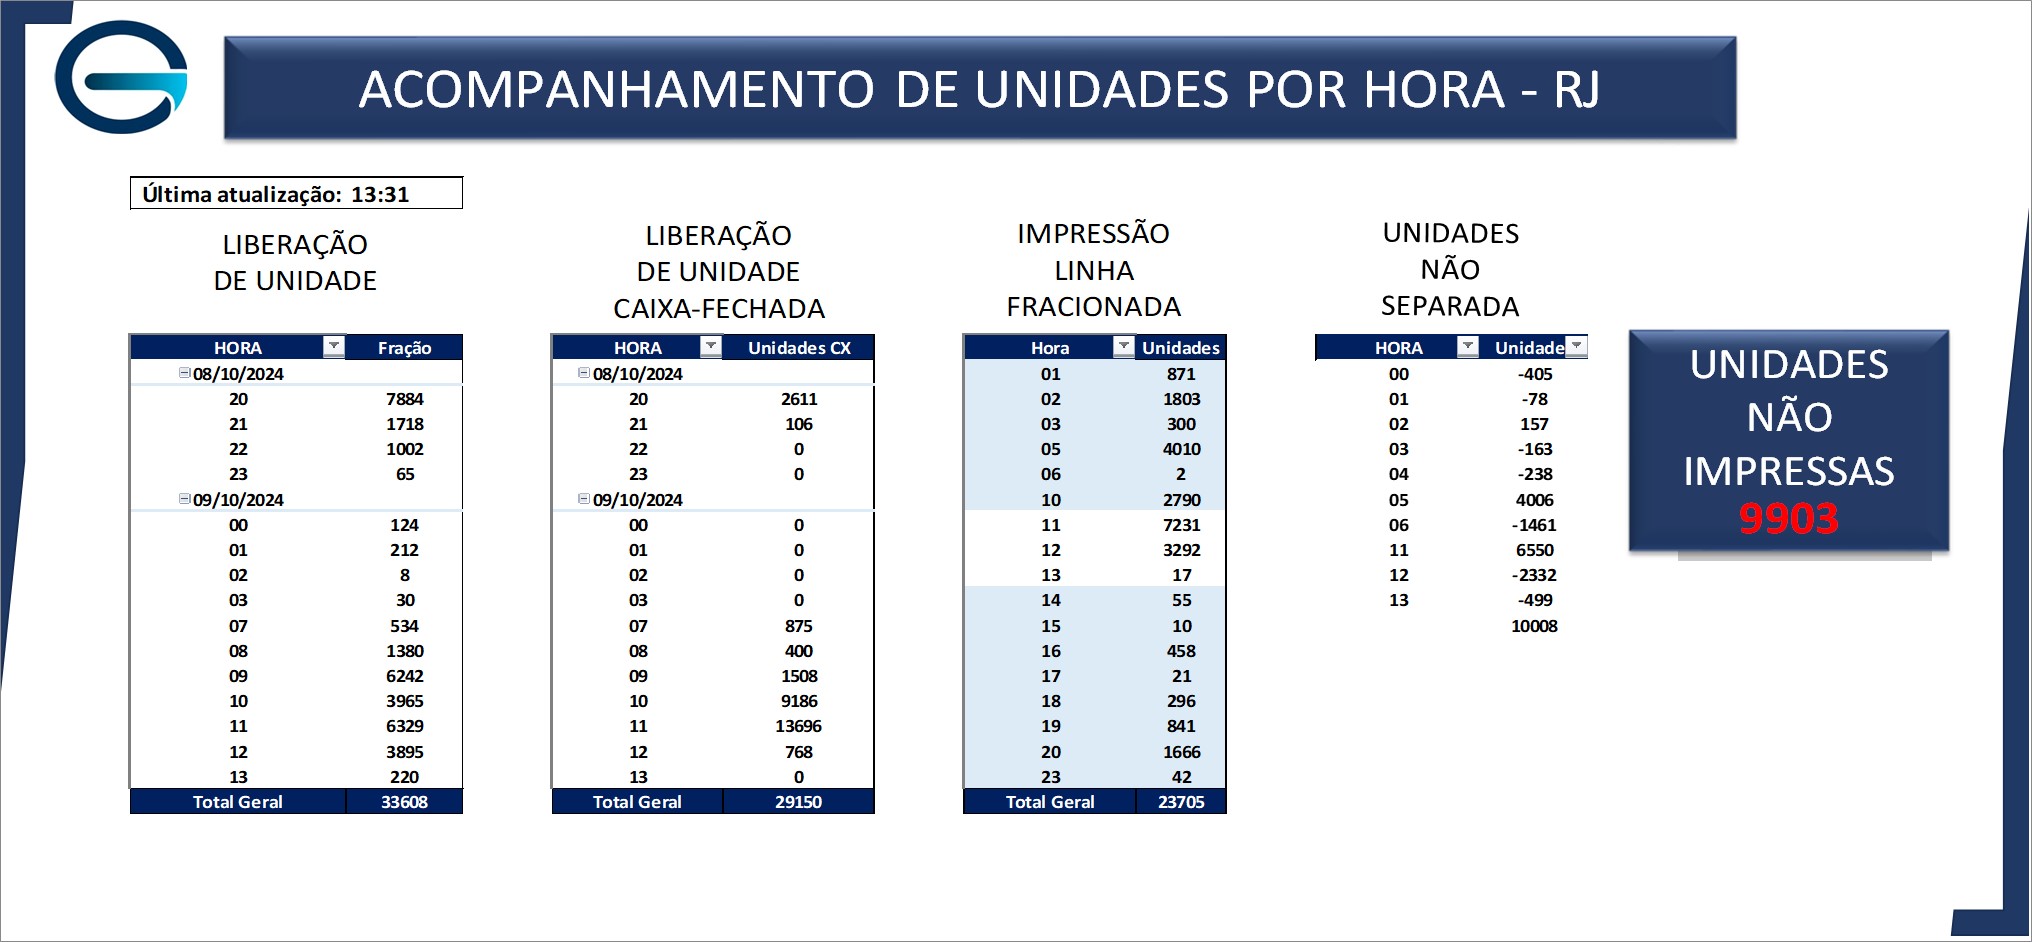 ACOMPANHAMENTO DE UNIDADES POR HORA - RJ
Última atualização: 13:31
LIBERAÇÃO
DE UNIDADE
HORA Fração
08/10/2024
20 7884
21 1718
22 1002
23 65
09/10/2024
00 124
01 212
02 8
03 30
07 534
08 1380
09 6242
10 3965
11 6329
12 3895
13 220
Total Geral 33608
LIBERAÇÃO
DE UNIDADE
CAIXA-FECHADA
HORA Unidades CX
08/10/2024
20 2611
21 106
22 0
23 0
09/10/2024
00 0
01 0
02 0
03 0
07 875
08 400
09 1508
10 9186
11 13696
12 768
13 0
Total Geral 29150
IMPRESSÃO
LINHA
FRACIONADA
Hora Unidades
01 871
02 1803
03 300
05 4010
06 2
10 2790
11 7231
12 3292
13 17
14 55
15 10
16 458
17 21
18 296
19 841
20 1666
23 42
Total Geral 23705
UNIDADES
NÃO
SEPARADA
HORA Unidade
00 -405
01 -78
02 157
03 -163
04 -238
05 4006
06 -1461
11 6550
12 -2332
13 -499
10008
UNIDADES
NÃO
IMPRESSAS
9903